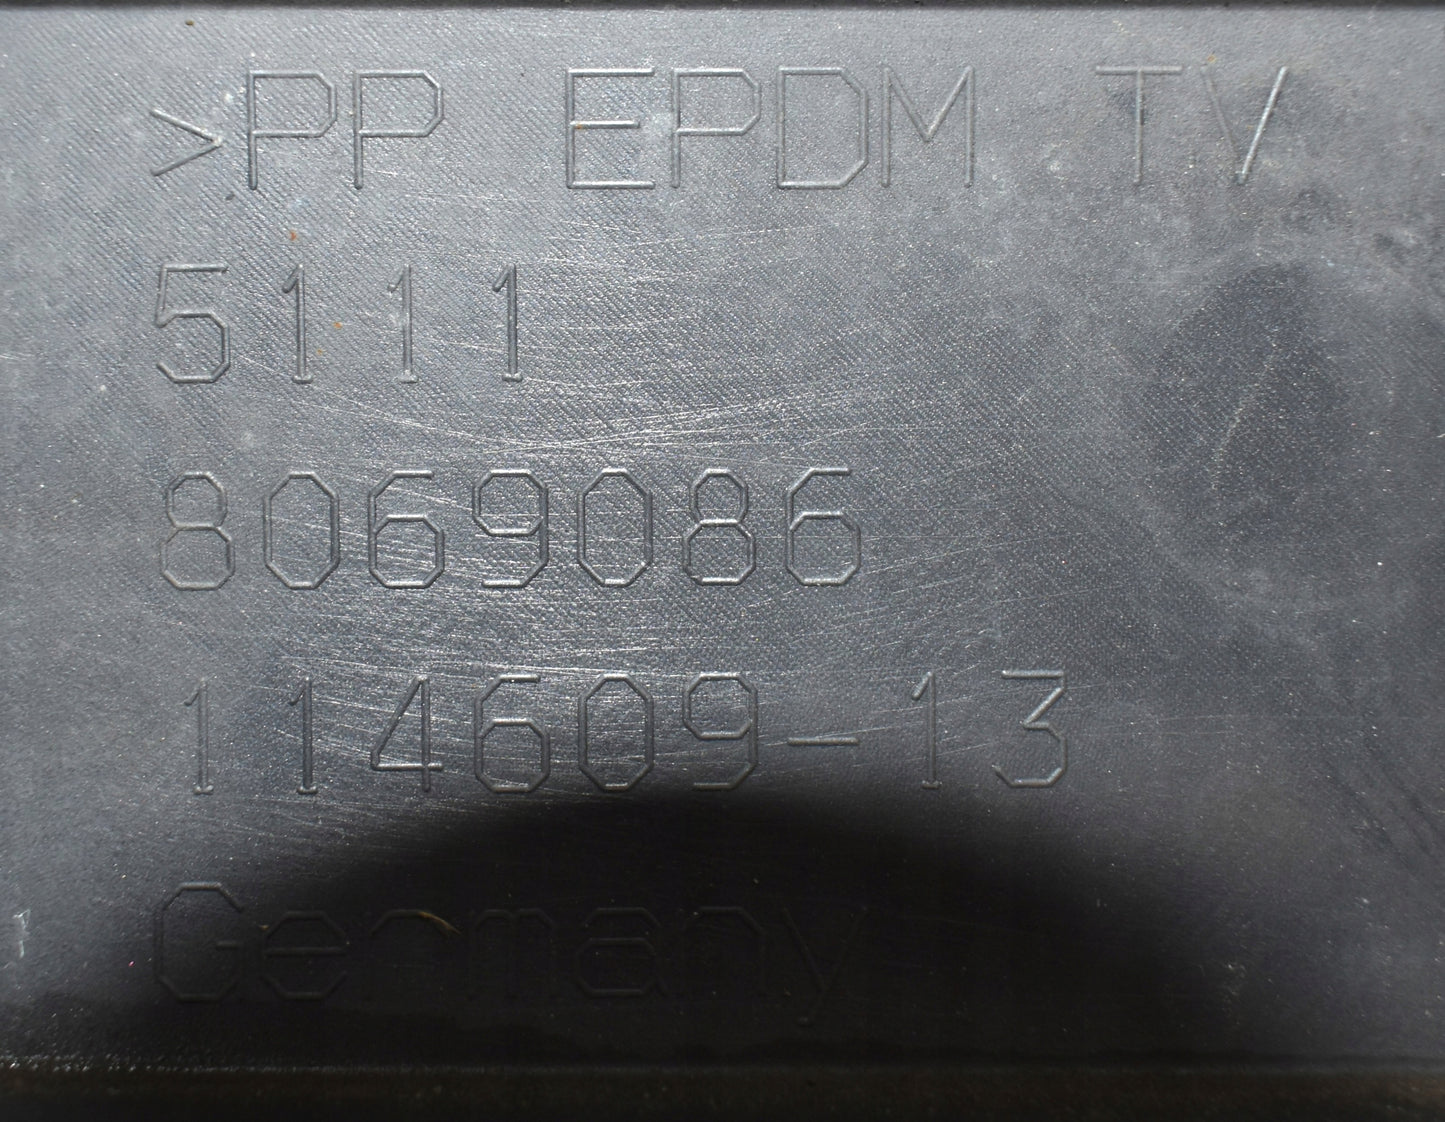 >PP EPDM TV
5111
8069086
114609-13
Germany